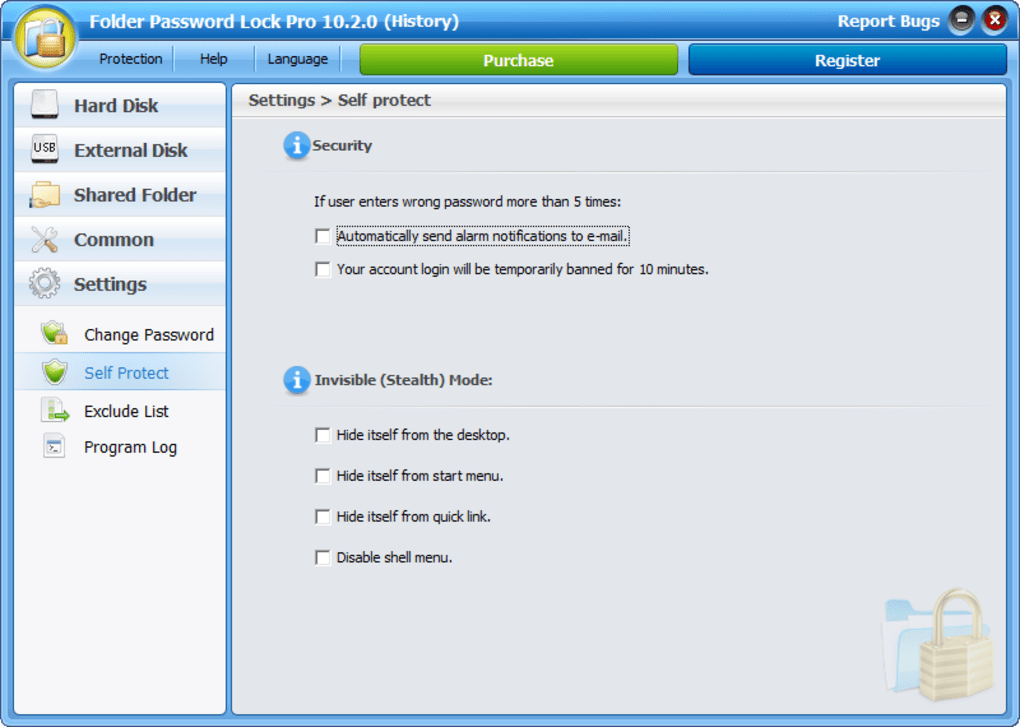 Folder Password Lock Pro 10.2.0 (History)
Report Bugs
Protection
Help
Language
Purchase
Register
Hard Disk
USB
External Disk
Shared Folder
Common
Settings
Change Password
Self Protect
Exclude List
Program Log
Settings > Self protect
Security
If user enters wrong password more than 5 times:
Automatically send alarm notifications to e-mail.
Your account login will be temporarily banned for 10 minutes.
Invisible (Stealth) Mode:
Hide itself from the desktop.
Hide itself from start menu.
Hide itself from quick link.
Disable shell menu.